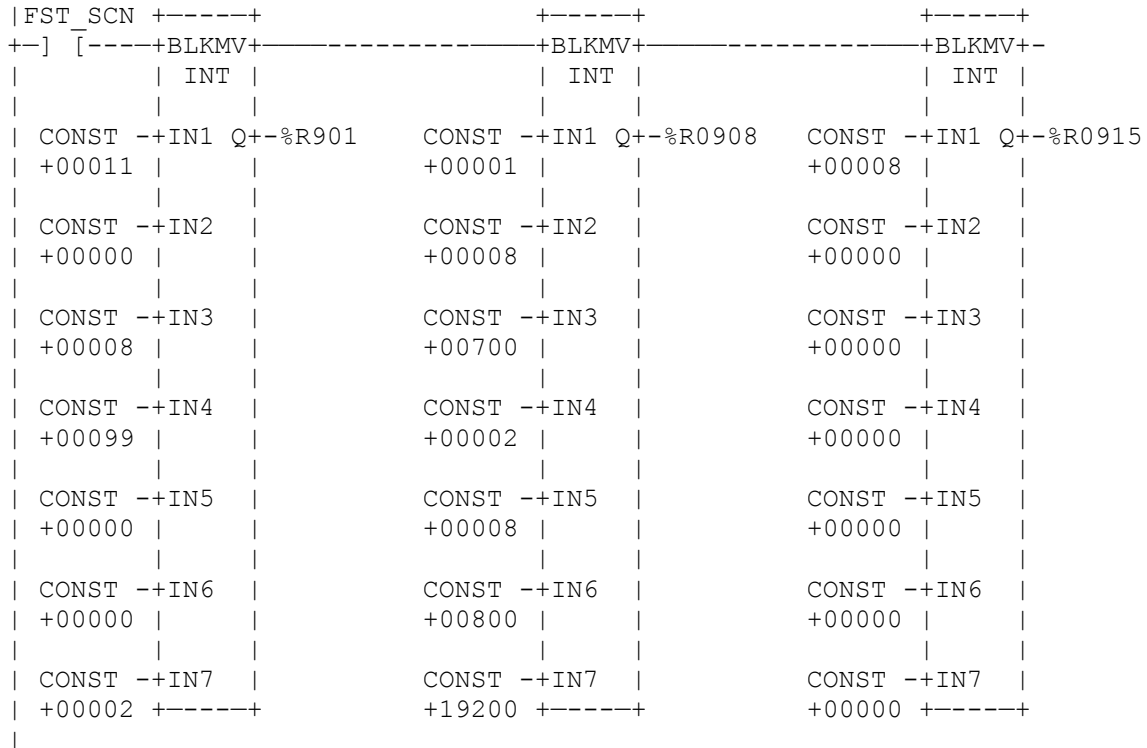 |FST_SCN +—----—+ +—----—+ +—----—+
+—] [----—+BLKMV+—————-----------————+BLKMV+—————-----------————+BLKMV+-
| | INT | | INT | | INT |
| | | | | | |
| CONST -+IN1 Q+-%R901 CONST -+IN1 Q+-%R0908 CONST -+IN1 Q+-%R0915
| +00011 | | +00001 | | +00008 | |
| | | | | | |
| CONST -+IN2 | CONST -+IN2 | CONST -+IN2 |
| +00000 | | +00008 | | +00000 | |
| | | | | | |
| CONST -+IN3 | CONST -+IN3 | CONST -+IN3 |
| +00008 | | +00700 | | +00000 | |
| | | | | | |
| CONST -+IN4 | CONST -+IN4 | CONST -+IN4 |
| +00099 | | +00002 | | +00000 | |
| | | | | | |
| CONST -+IN5 | CONST -+IN5 | CONST -+IN5 |
| +00000 | | +00008 | | +00000 | |
| | | | | | |
| CONST -+IN6 | CONST -+IN6 | CONST -+IN6 |
| +00000 | | +00800 | | +00000 | |
| | | | | | |
| CONST -+IN7 | CONST -+IN7 | CONST -+IN7 |
| +00002 +—----—+ +19200 +—----—+ +00000 +—----—+
|